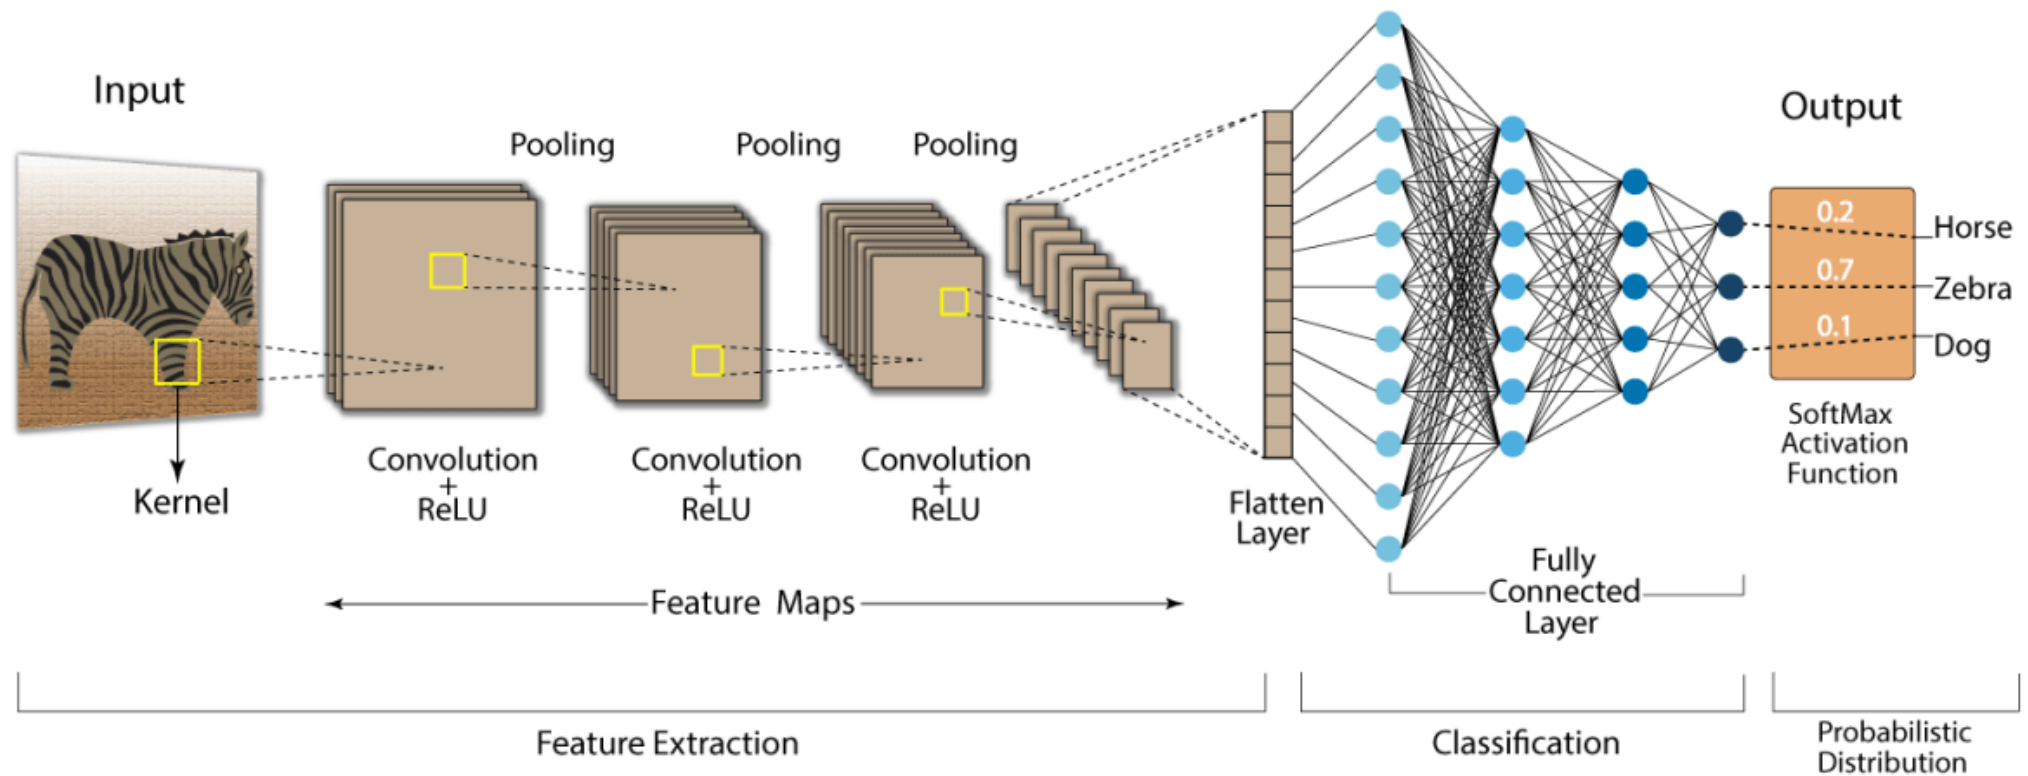 Input
Kernel
Pooling
Pooling
Pooling
Convolution
+
ReLU
Convolution
+
ReLU
Convolution
+
ReLU
Feature Maps
Flatten
Layer
Fully
Connected
Layer
Output
0.2
Horse
0.7
Zebra
0.1
Dog
SoftMax
Activation
Function
Feature Extraction
Classification
Probabilistic
Distribution